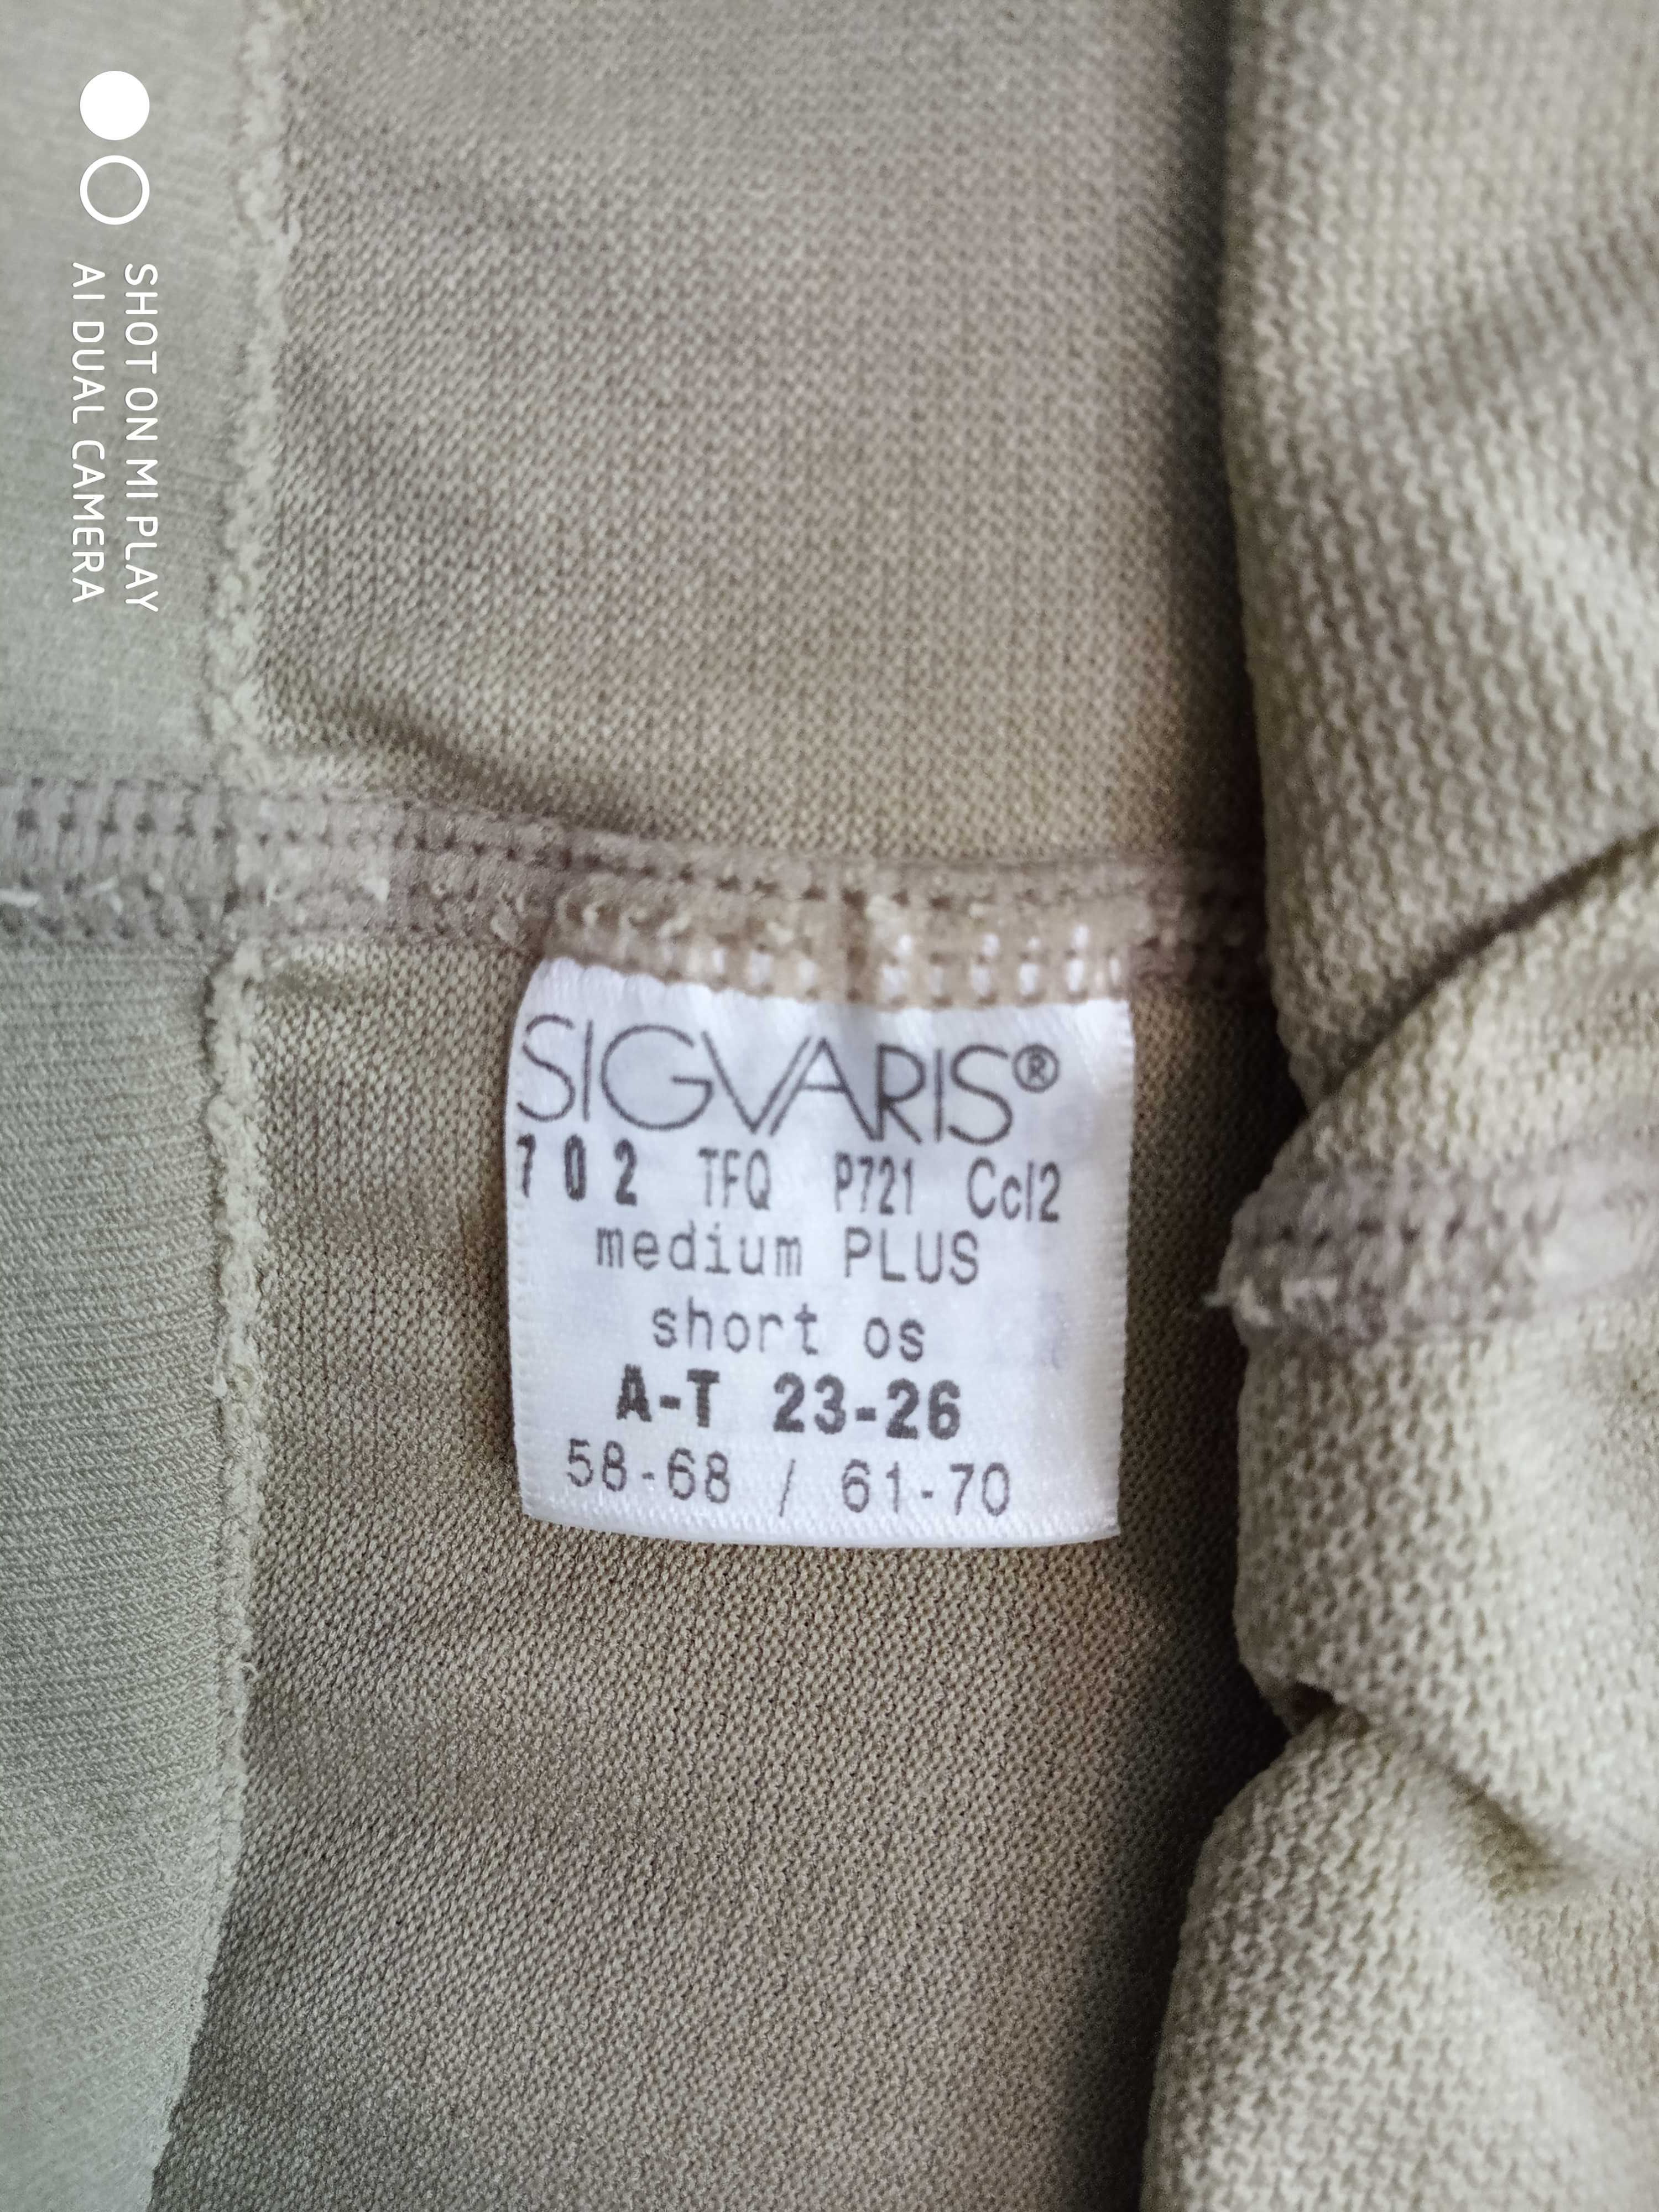 SHOT ON MI PLAY
AI DUAL CAMERA
SIGVARIS®
702 TFQ P721 Ccl2
medium PLUS
short os
A-T 23-26
58-68 / 61-70